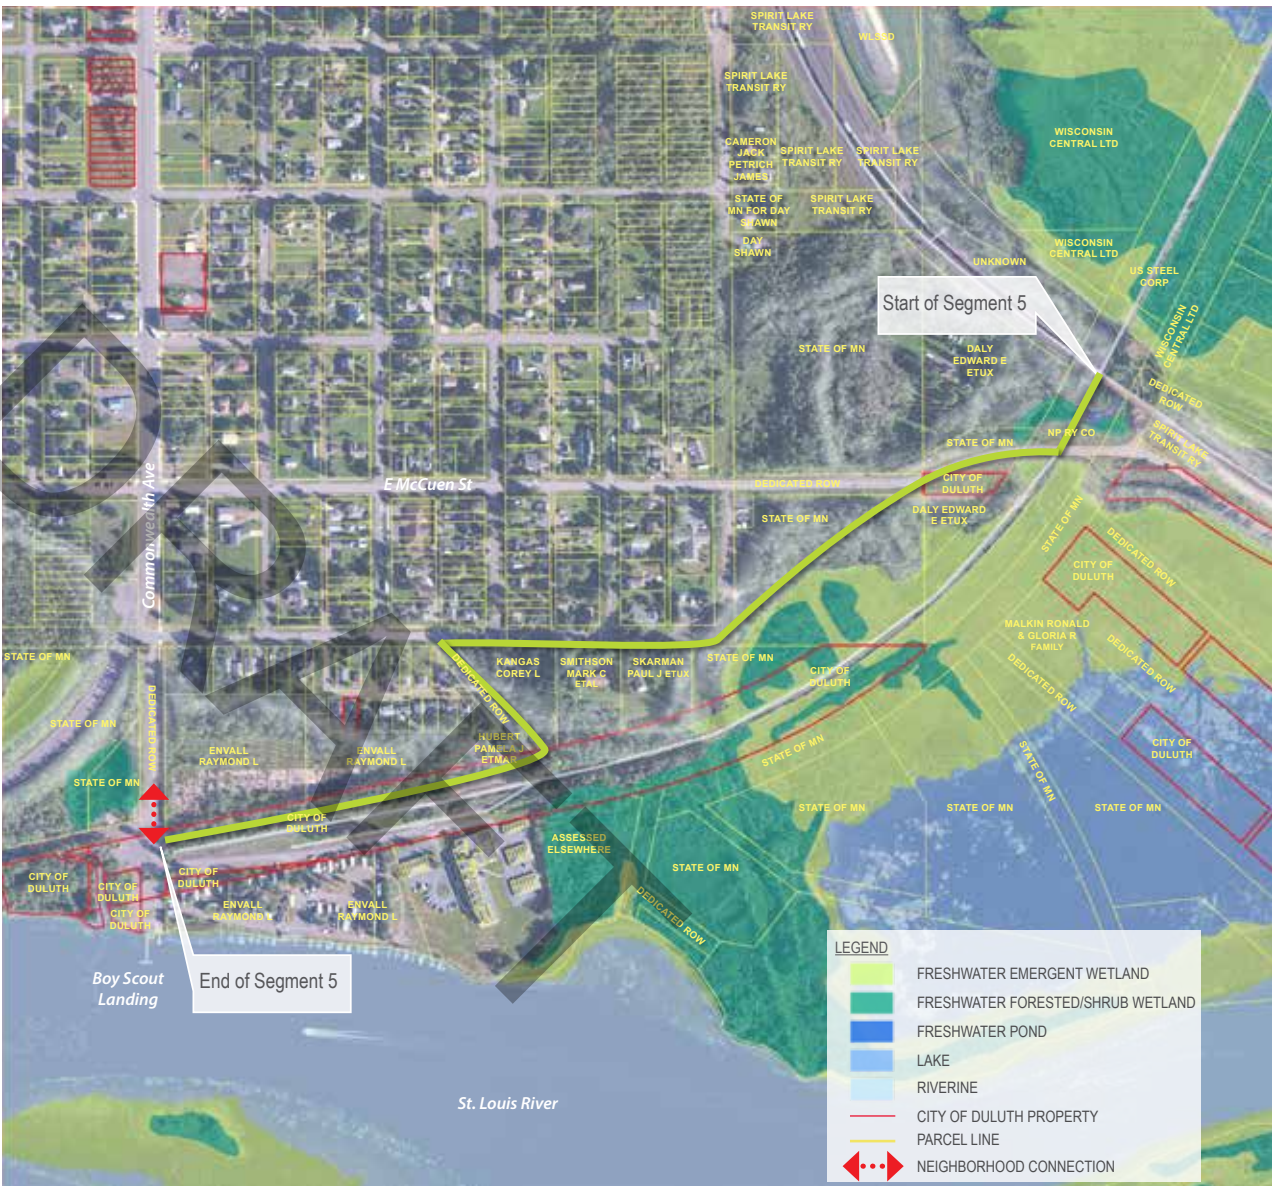 SPIRIT LAKE
TRANSIT RY
WLSSD
SPIRIT LAKE
TRANSIT RY
WISCONSIN
CENTRAL LTD
CAMERON
JACK
PETRICH
JAMES
SPIRIT LAKE
TRANSIT RY
SPIRIT LAKE
TRANSIT RY
STATE OF
MN FOR DAY
SHAWN
SPIRIT LAKE
TRANSIT RY
DAY
SHAWN
WISCONSIN
CENTRAL LTD
UNKNOWN
US STEEL
CORP
Start of Segment 5
WISCONSIN
CENTRAL LTD
STATE OF MN
DALY
EDWARD E
ETUX
DEDICATED
ROW
NP RY CO
STATE OF MN
SPIRIT LAKE
TRANSIT RY
Commonwealth Ave
E McCuen St
DEDICATED ROW
CITY OF
DULUTH
STATE OF MN
DALY EDWARD
E ETUX
STATE OF MN
DEDICATED ROW
CITY OF
DULUTH
MALKIN RONALD
& GLORIA R
FAMILY
DEDICATED ROW
STATE OF MN
DEDICATED ROW
KANGAS
COREY L
SMITHSON
MARK C
ETAL
SKARMAN
PAUL J ETUX
STATE OF MN
CITY OF
DULUTH
DEDICATED ROW
DEDICATED ROW
STATE OF MN
ENVALL
RAYMOND L
ENVALL
RAYMOND L
HUBERT
PAMELA J
ETMAR
STATE OF MN
STATE OF MN
CITY OF
DULUTH
STATE OF MN
STATE OF MN
STATE OF MN
STATE OF MN
CITY OF
DULUTH
ASSESSED
ELSEWHERE
STATE OF MN
CITY OF
DULUTH
CITY OF
DULUTH
CITY OF
DULUTH
CITY OF
DULUTH
ENVALL
RAYMOND L
ENVALL
RAYMOND L
DEDICATED ROW
Boy Scout
Landing
End of Segment 5
St. Louis River
LEGEND
FRESHWATER EMERGENT WETLAND
FRESHWATER FORESTED/SHRUB WETLAND
FRESHWATER POND
LAKE
RIVERINE
CITY OF DULUTH PROPERTY
PARCEL LINE
NEIGHBORHOOD CONNECTION
DRAFT